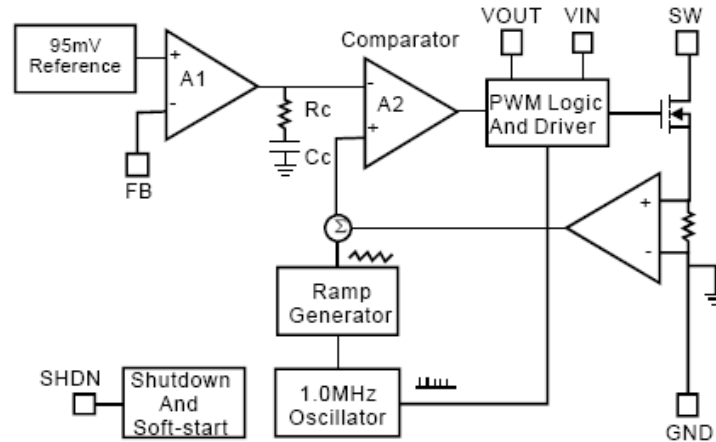 VOUT
VIN
SW
95mV
Reference
+
-
A1
FB
Comparator
Rc
Cc
-
A2
+
PWM Logic
And Driver
+
-
Σ
Ramp
Generator
SHDN
Shutdown
And
Soft-start
1.0MHz
Oscillator
GND